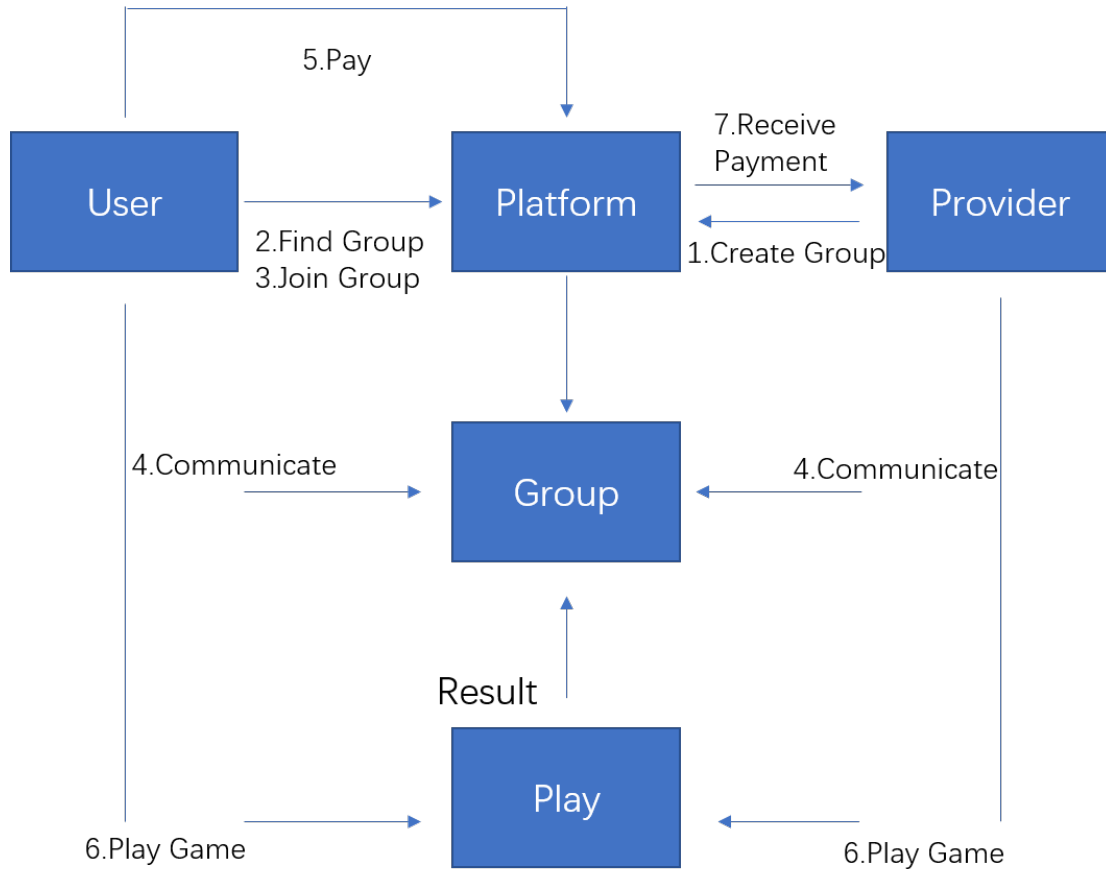 5.Pay
7.Receive
Payment
User
Platform
Provider
2.Find Group
3.Join Group
1.Create Group
4.Communicate
4.Communicate
Group
Result
Play
6.Play Game
6.Play Game